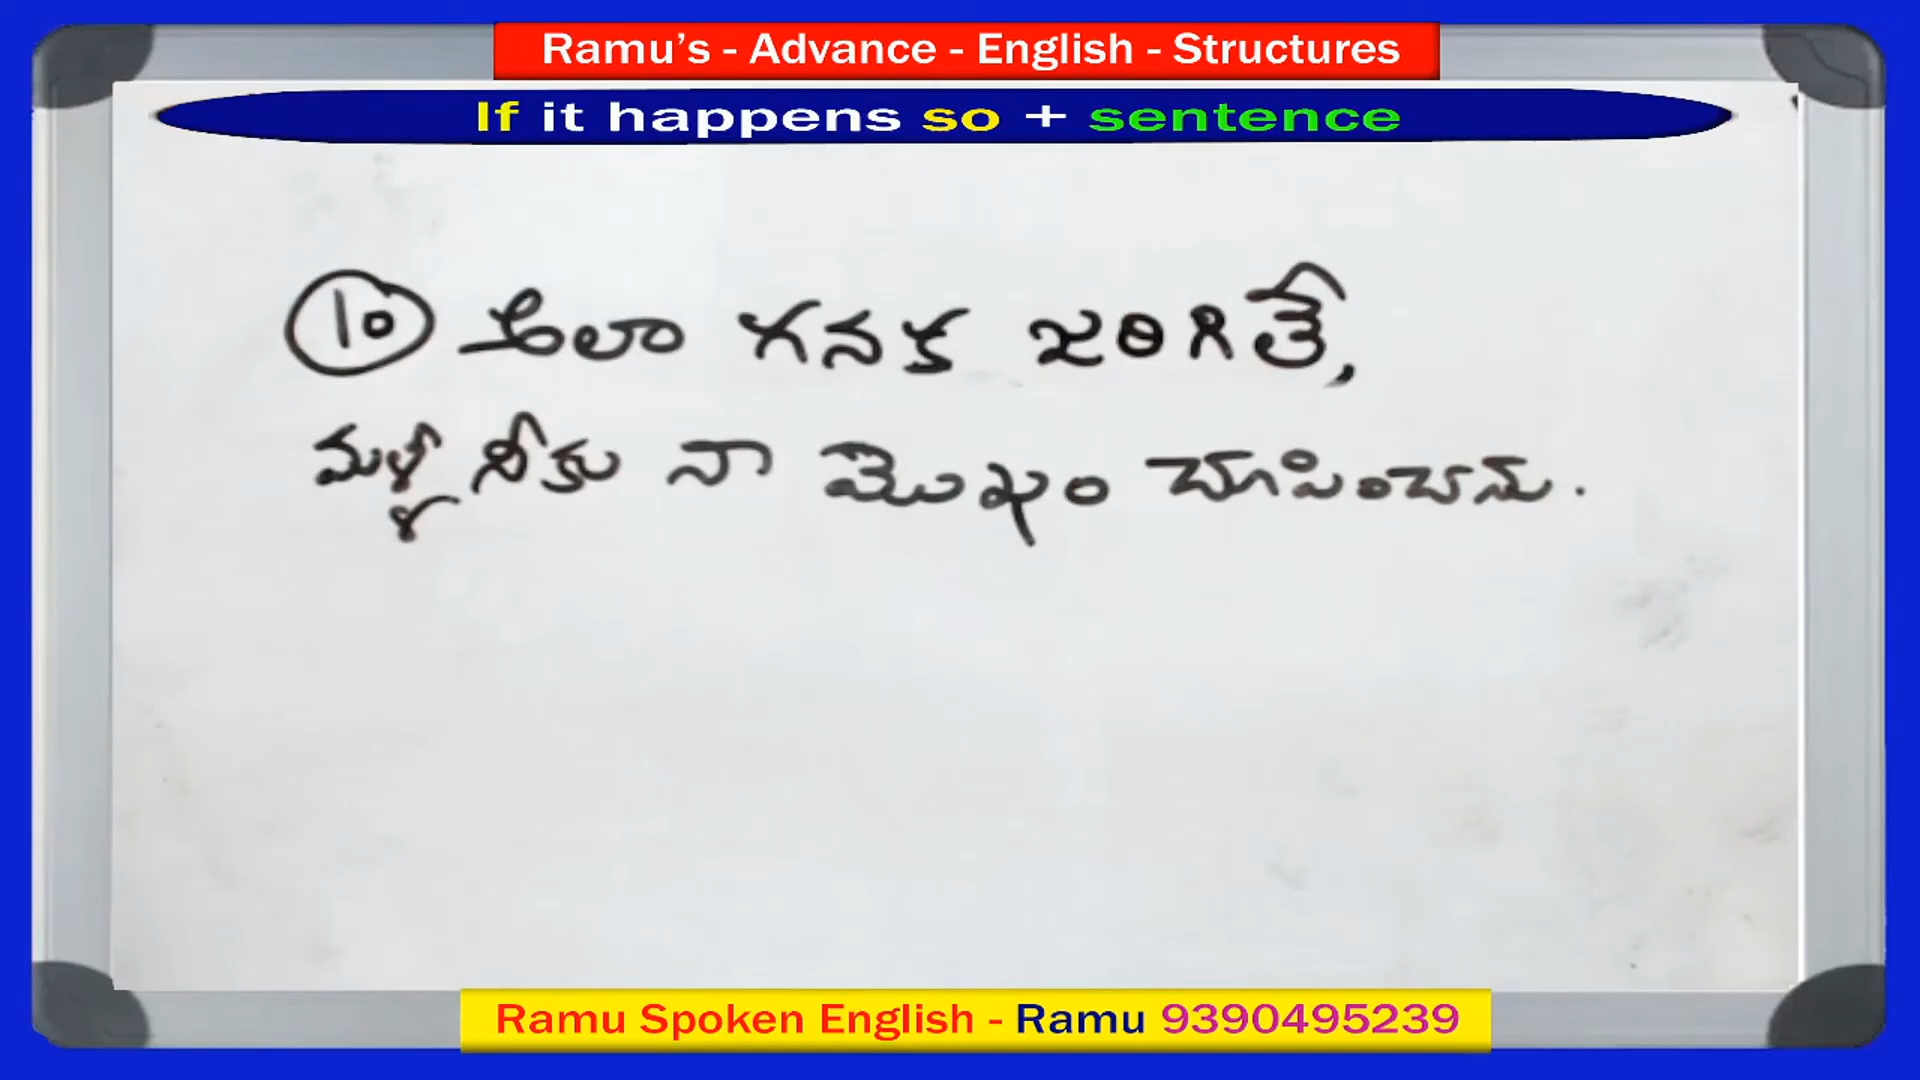 Ramu's - Advance - English - Structures
If it happens so + sentence
10 అలా గనక జరిగితే,
మళ్ళీ నీకు నా మొఖం చూపించను.
Ramu Spoken English - Ramu 9390495239